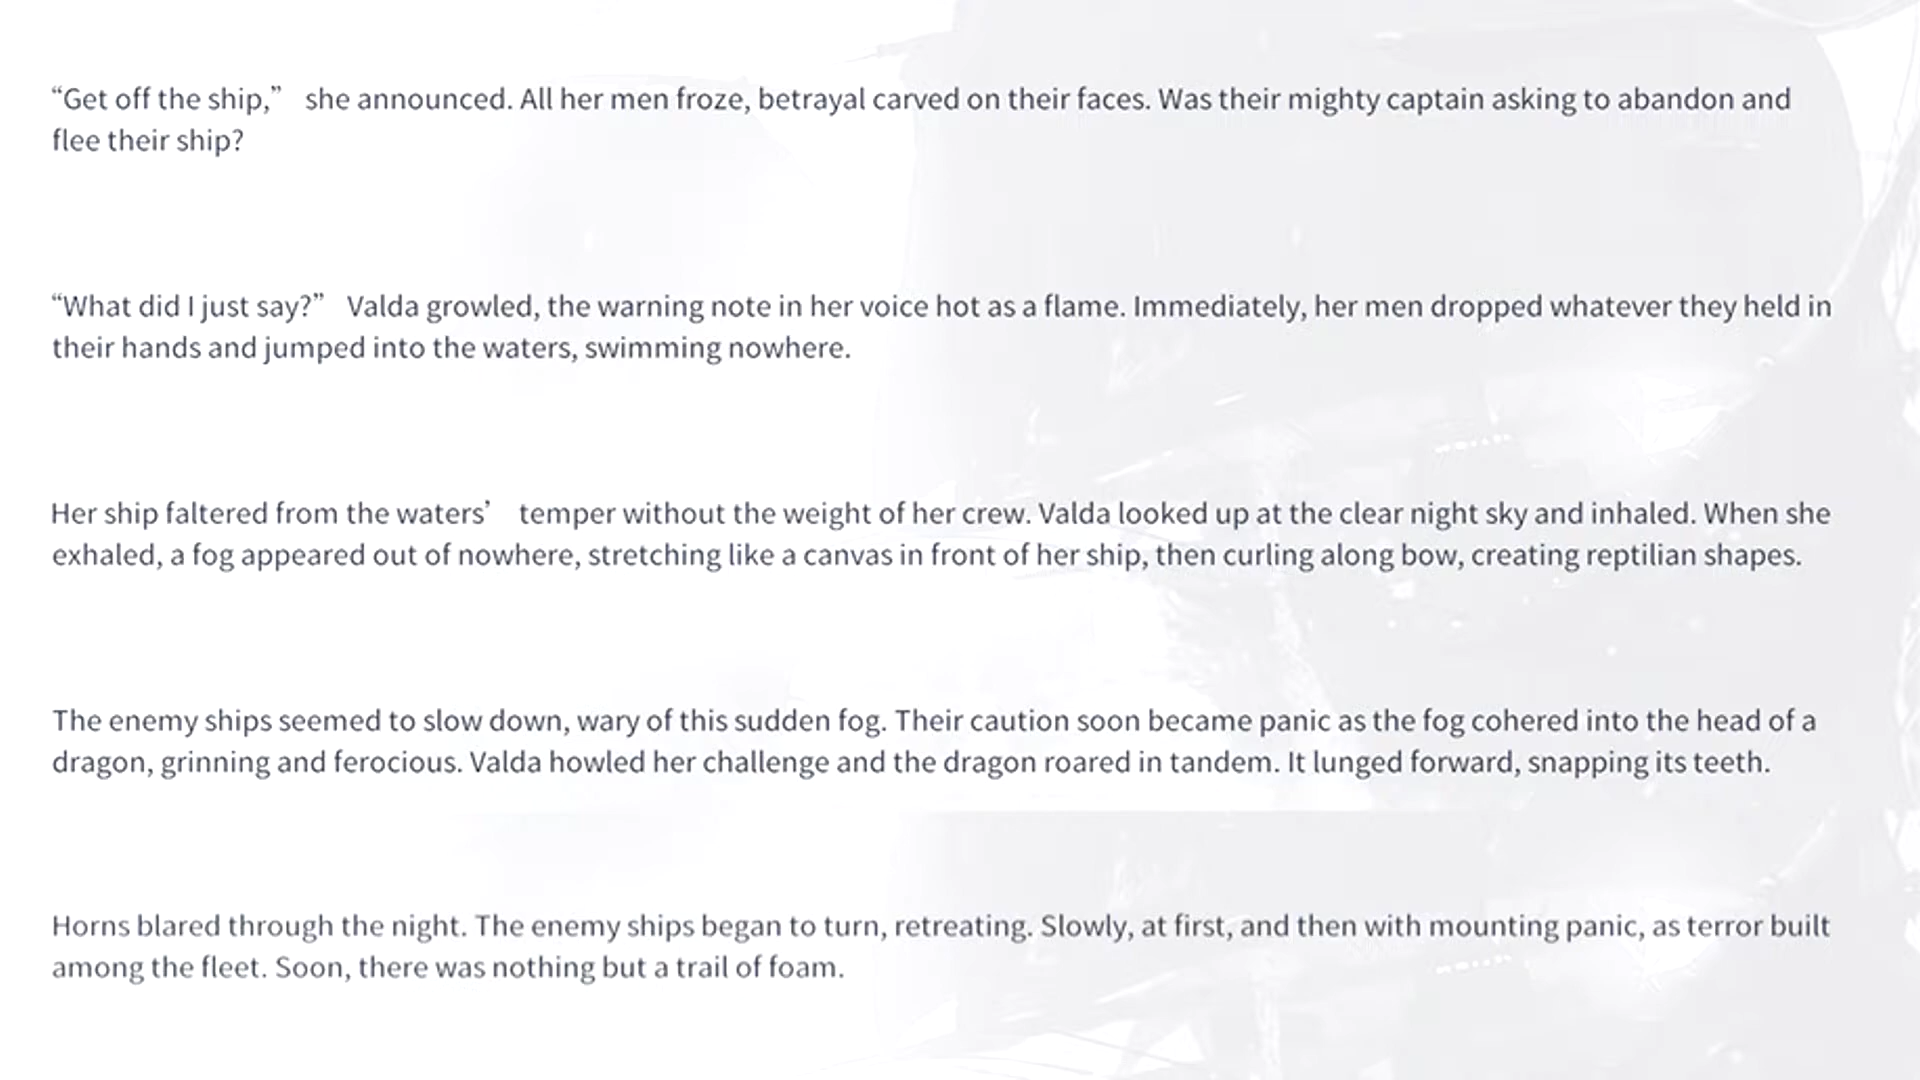 “Get off the ship,” she announced. All her men froze, betrayal carved on their faces. Was their mighty captain asking to abandon and
flee their ship?
“What did I just say?” Valda growled, the warning note in her voice hot as a flame. Immediately, her men dropped whatever they held in
their hands and jumped into the waters, swimming nowhere.
Her ship faltered from the waters’ temper without the weight of her crew. Valda looked up at the clear night sky and inhaled. When she
exhaled, a fog appeared out of nowhere, stretching like a canvas in front of her ship, then curling along bow, creating reptilian shapes.
The enemy ships seemed to slow down, wary of this sudden fog. Their caution soon became panic as the fog cohered into the head of a
dragon, grinning and ferocious. Valda howled her challenge and the dragon roared in tandem. It lunged forward, snapping its teeth.
Horns blared through the night. The enemy ships began to turn, retreating. Slowly, at first, and then with mounting panic, as terror built
among the fleet. Soon, there was nothing but a trail of foam.